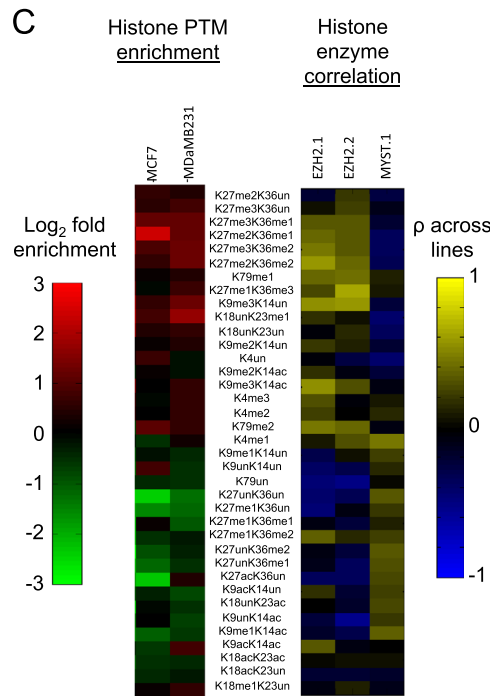 C
Histone PTM
enrichment
Histone
enzyme
correlation
-MCF7
-MDaMB231
EZH2.1
EZH2.2
MYST.1
Log2 fold
enrichment
3
2
1
0
-1
-2
-3
K27me2K36un
K27me3K36un
K27me3K36me1
K27me2K36me1
K27me3K36me2
K27me2K36me2
K79me1
K27me1K36me3
K9me3K14un
K18unK23me1
K18unK23un
K9me2K14un
K4un
K9me2K14ac
K9me3K14ac
K4me3
K4me2
K79me2
K4me1
K9me1K14un
K9unK14un
K79un
K27unK36un
K27me1K36un
K27me1K36me1
K27me1K36me2
K27unK36me2
K27unK36me1
K27acK36un
K9acK14un
K18unK23ac
K9unK14ac
K9me1K14ac
K9acK14ac
K18acK23ac
K18acK23un
K18me1K23un
ρ across
lines
1
0
-1